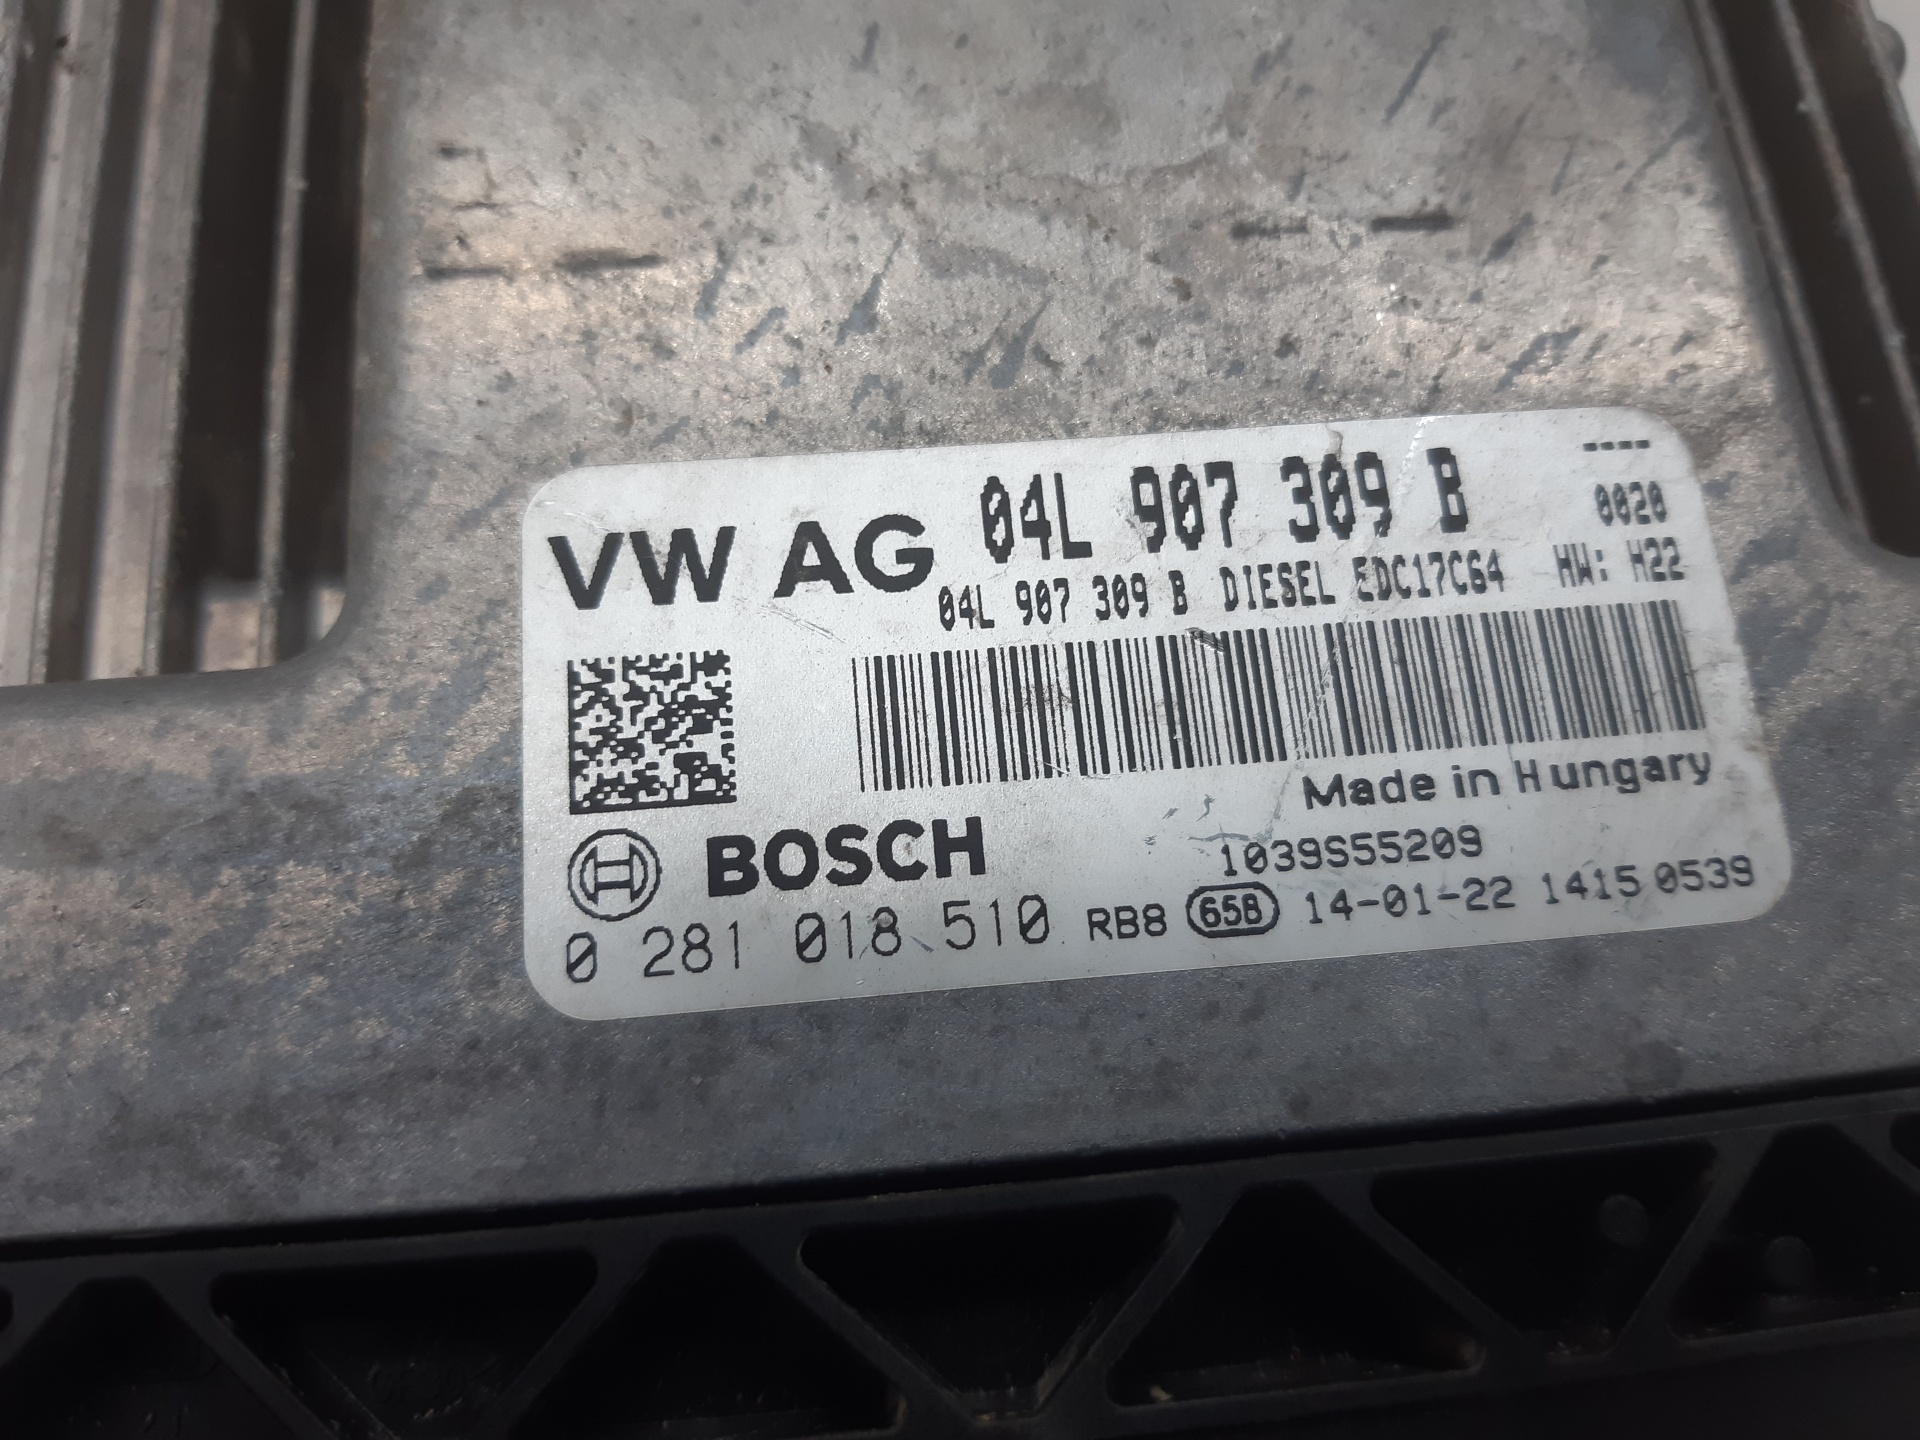 ----
VW AG 04L 907 309 B 0020
04L 907 309 B DIESEL EDC17C64 HW: H22
Made in Hungary
BOSCH 1039S55209
0 281 018 510 RB8 65B 14-01-22 1415 0539